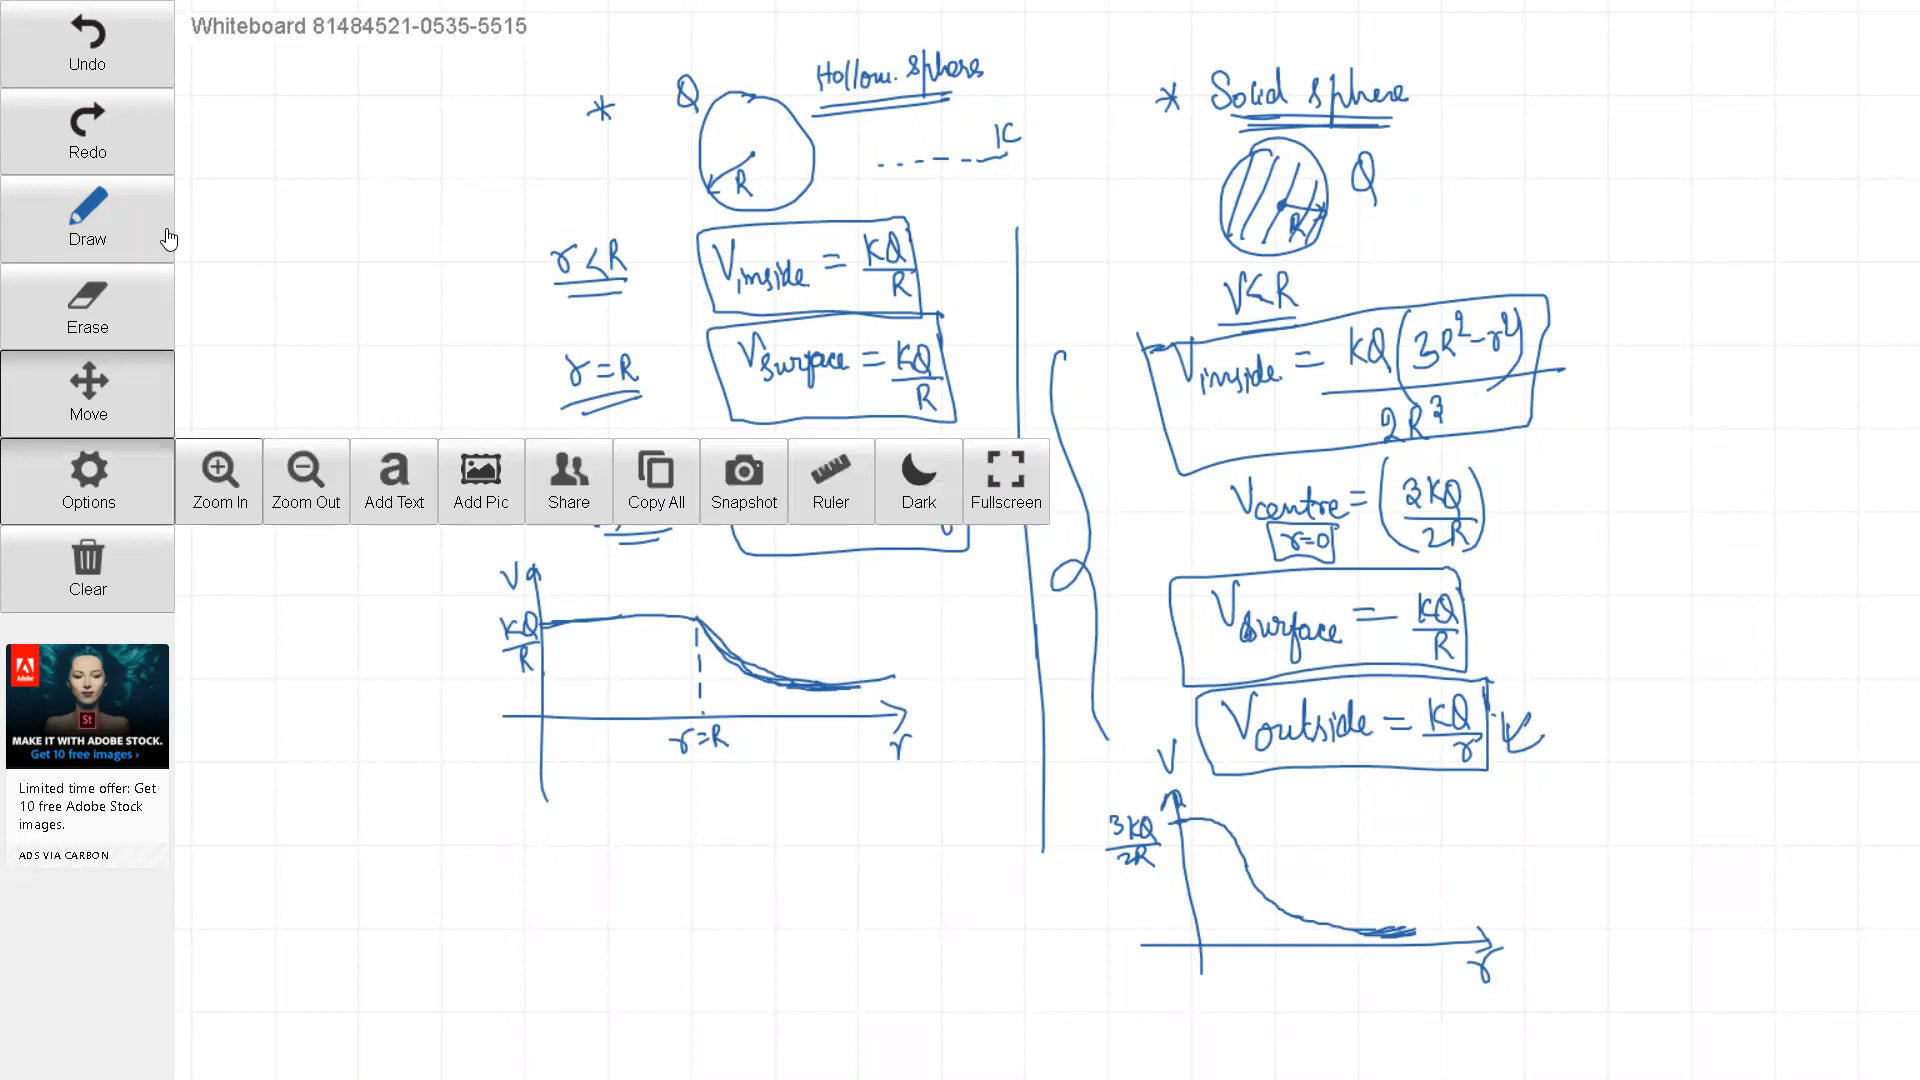 Whiteboard 81484521-0535-5515
Undo
Redo
Draw
Erase
Move
Options
Zoom In
Zoom Out
Add Text
Add Pic
Share
Copy All
Snapshot
Ruler
Dark
Fullscreen
Clear
MAKE IT WITH ADOBE STOCK.
Get 10 free images ›
Limited time offer: Get
10 free Adobe Stock
images.
ADS VIA CARBON
* Q Hollow. sphere
1C
R
r < R
V inside = KQ/R
r = R
V surface = KQ/R
V
KQ/R
r = R
r
* Solid sphere
Q
R
r < R
V inside = KQ(3R²-r²)/2R³
V centre = (3KQ/2R)
r=0
V surface = KQ/R
V outside = KQ/r
V
3KQ/2R
r